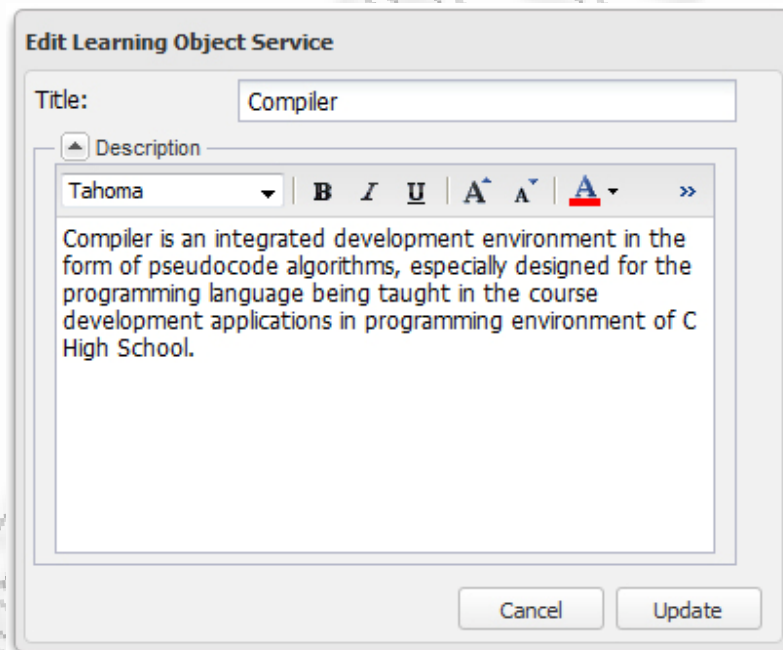 Edit Learning Object Service
Title: Compiler
Description
Tahoma B I U A A A »
Compiler is an integrated development environment in the
form of pseudocode algorithms, especially designed for the
programming language being taught in the course
development applications in programming environment of C
High School.
Cancel Update